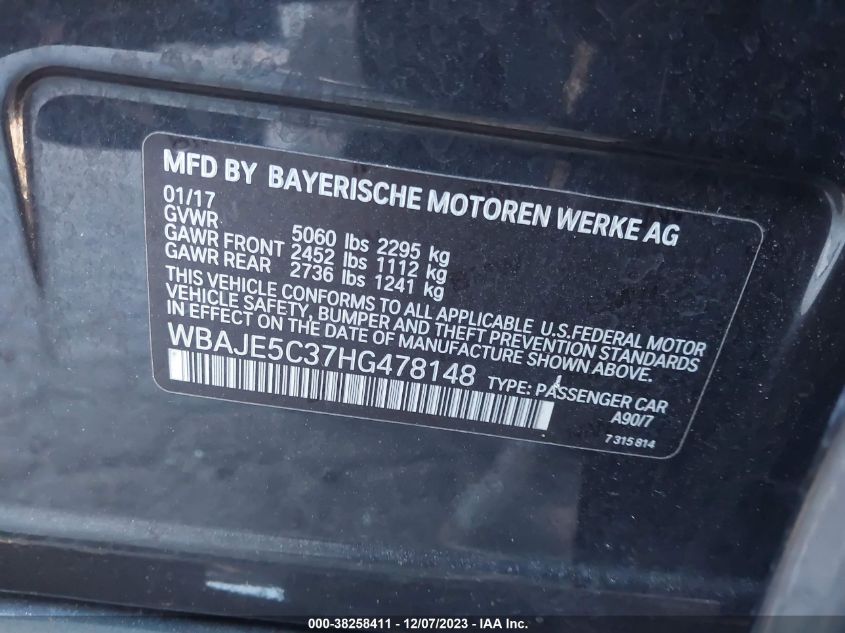 MFD BY BAYERISCHE MOTOREN WERKE AG
01/17
GVWR 5060 lbs 2295 kg
GAWR FRONT 2452 lbs 1112 kg
GAWR REAR 2736 lbs 1241 kg
THIS VEHICLE CONFORMS TO ALL APPLICABLE U.S.FEDERAL MOTOR
VEHICLE SAFETY, BUMPER AND THEFT PREVENTION STANDARDS
IN EFFECT ON THE DATE OF MANUFACTURE SHOWN ABOVE.
WBAJE5C37HG478148 TYPE: PASSENGER CAR
A90/7
7 315 814
000-38258411 - 12/07/2023 - IAA Inc.